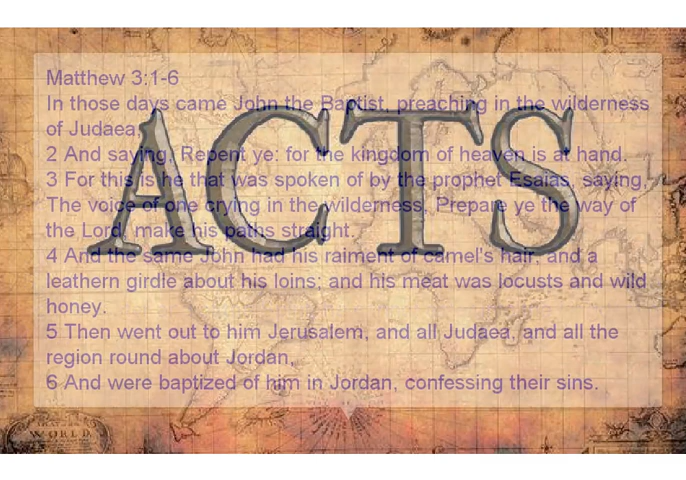 Matthew 3:1-6
In those days came John the Baptist, preaching in the wilderness
of Judaea,
2 And saying, Repent ye: for the kingdom of heaven is at hand.
3 For this is he that was spoken of by the prophet Esaias, saying,
The voice of one crying in the wilderness, Prepare ye the way of
the Lord, make his paths straight.
4 And the same John had his raiment of camel's hair, and a
leathern girdle about his loins; and his meat was locusts and wild
honey.
5 Then went out to him Jerusalem, and all Judaea, and all the
region round about Jordan,
6 And were baptized of him in Jordan, confessing their sins.
ACTS
WORLD